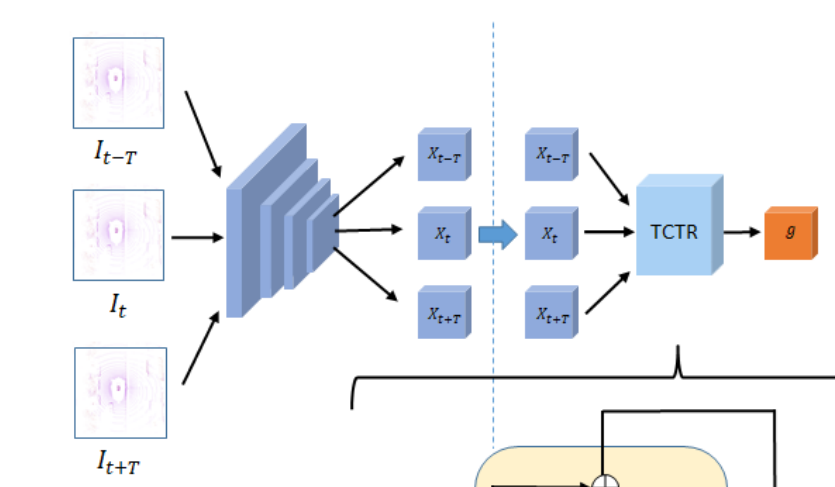 I_{t-T}
I_t
I_{t+T}
X_{t-T}
X_t
X_{t+T}
X_{t-T}
X_t
X_{t+T}
TCTR
g